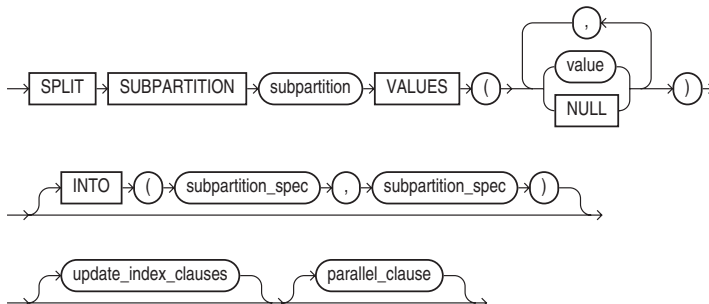 ,
SPLIT SUBPARTITION subpartition VALUES ( value )
NULL
INTO ( subpartition_spec , subpartition_spec )
update_index_clauses parallel_clause